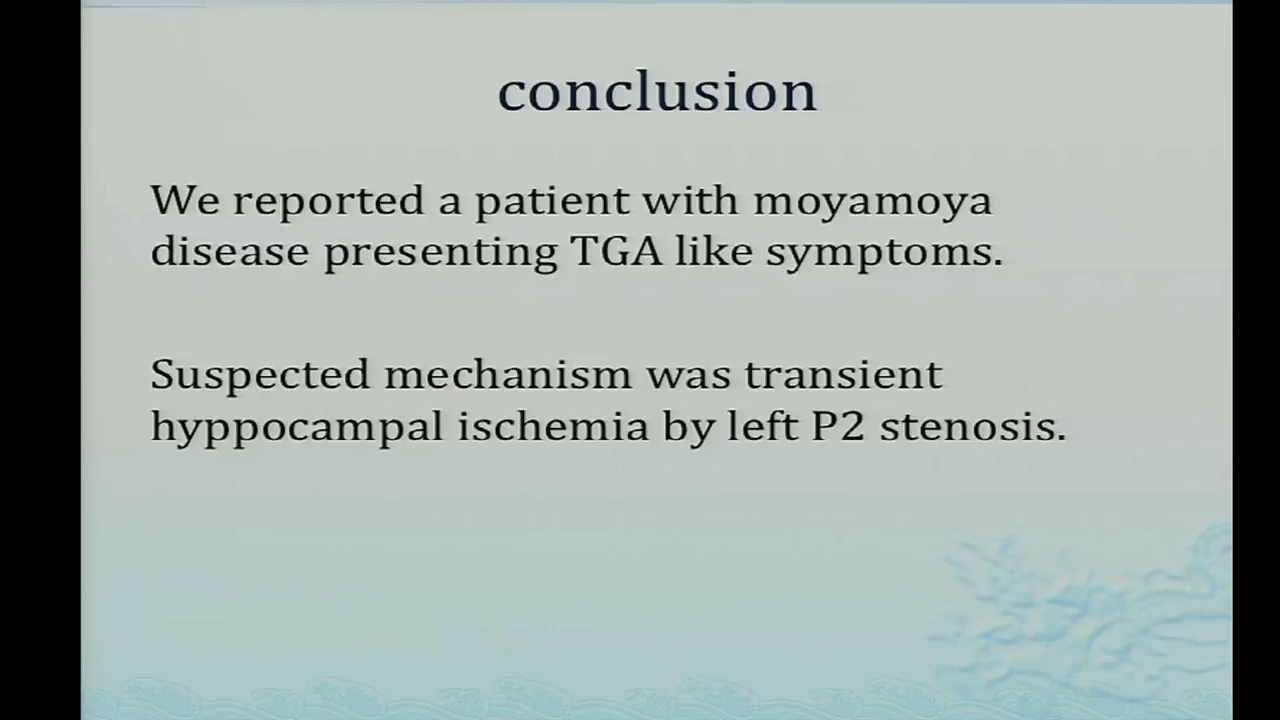 conclusion
We reported a patient with moyamoya
disease presenting TGA like symptoms.
Suspected mechanism was transient
hyppocampal ischemia by left P2 stenosis.